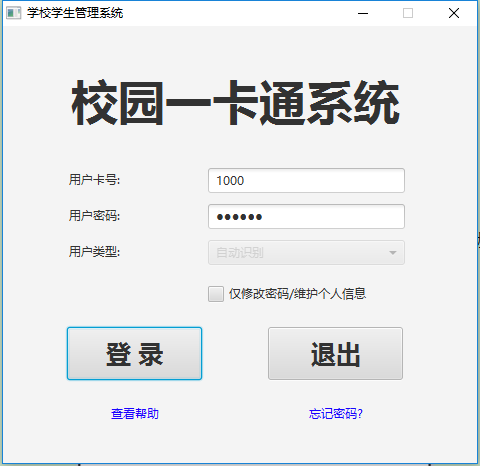 学校学生管理系统
校园一卡通系统
用户卡号: 1000
用户密码: ●●●●●●
用户类型: 自动识别
仅修改密码/维护个人信息
登 录 退出
查看帮助 忘记密码?